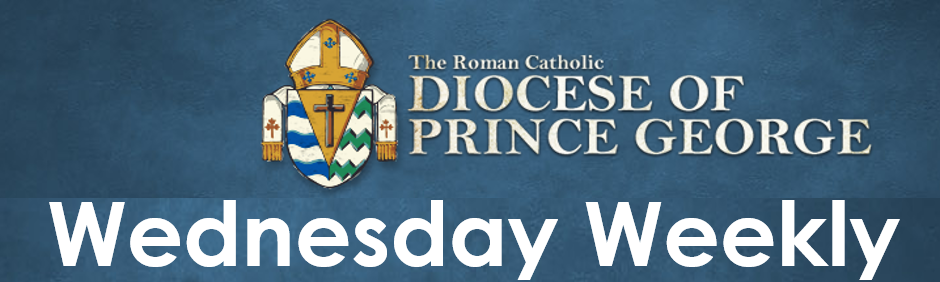 The Roman Catholic
DIOCESE OF
PRINCE GEORGE
Wednesday Weekly